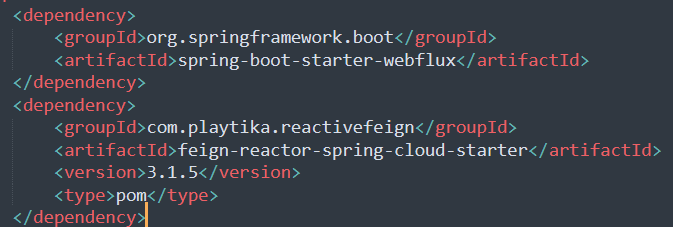 <dependency>
<groupId>org.springframework.boot</groupId>
<artifactId>spring-boot-starter-webflux</artifactId>
</dependency>
<dependency>
<groupId>com.playtika.reactivefeign</groupId>
<artifactId>feign-reactor-spring-cloud-starter</artifactId>
<version>3.1.5</version>
<type>pom</type>
</dependency>